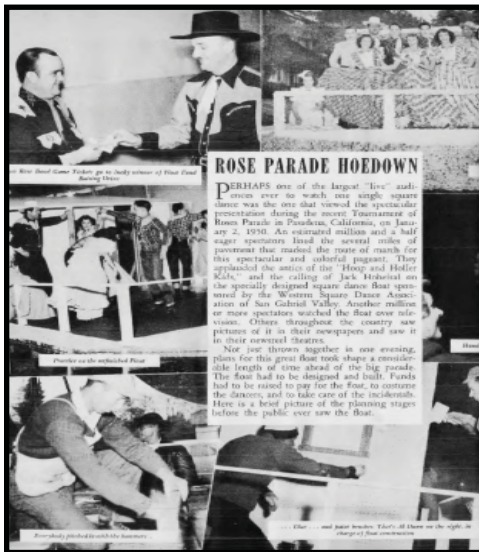 Rose Bowl Game Tickets go to lucky winner of Float Fund
Raising Drive
ROSE PARADE HOEDOWN
PERHAPS one of the largest "live" audi-
ences ever to watch one single square
dance was the one that viewed the spectacular
presentation during the recent Tournament of
Roses Parade in Pasadena, California, on Jan-
uary 2, 1950. An estimated million and a half
eager spectators lined the several miles of
pavement that marked the route of march for
this spectacular and colorful pageant. They
applauded the antics of the "Hoop and Holler
Kids," and the calling of Jack Hoheisal on
the specially designed square dance float spon-
sored by the Western Square Dance Associ-
ation of San Gabriel Valley. Another million
or more spectators watched the float over tele-
vision. Others throughout the country saw
pictures of it in their newspapers and saw it
in their newsreel theatres.
Not just thrown together in one evening,
plans for this great float took shape a consider-
able length of time ahead of the big parade.
The float had to be designed and built. Funds
had to be raised to pay for the float, to costume
the dancers, and to take care of the incidentals.
Here is a brief picture of the planning stages
before the public ever saw the float.
Practice on the unfinished Float
Everybody pitched in with the hammers . .
. . . and paint brushes. That's Al Dunn on the right, in
charge of float construction